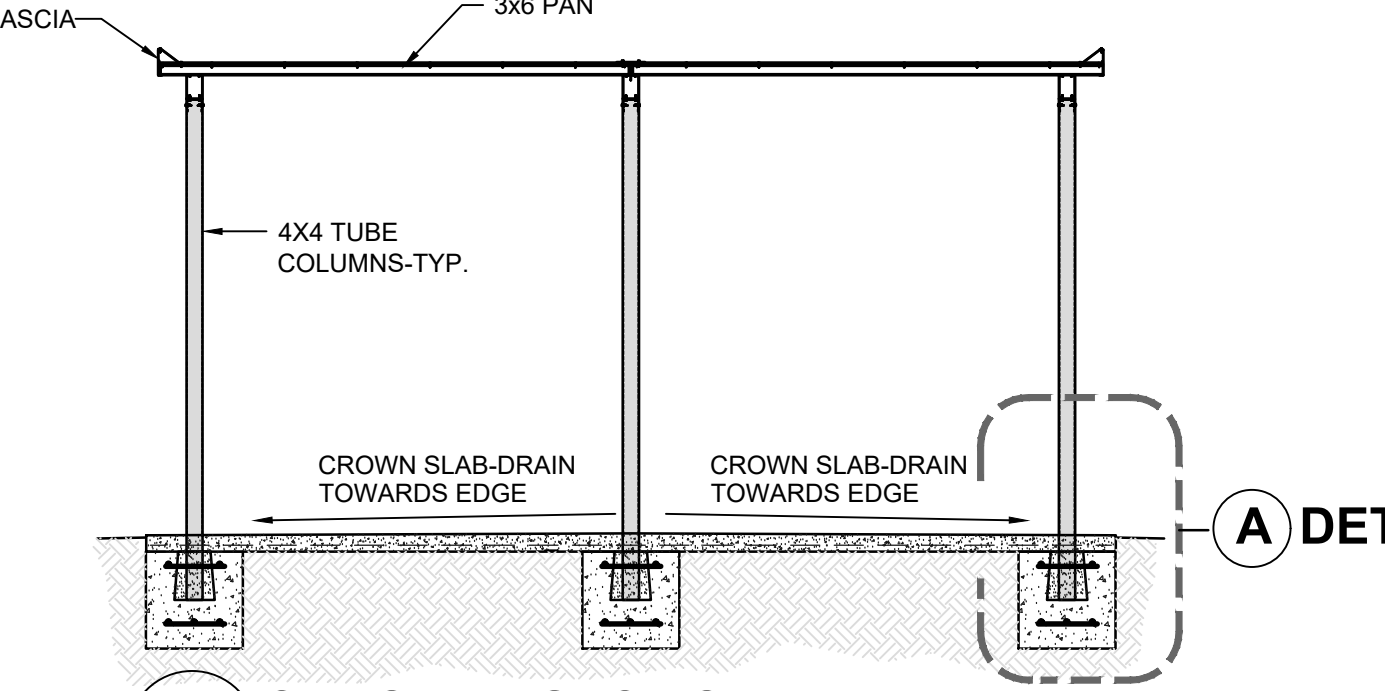 ASCIA
3x6 PAN
4X4 TUBE
COLUMNS-TYP.
CROWN SLAB-DRAIN
TOWARDS EDGE
CROWN SLAB-DRAIN
TOWARDS EDGE
A DET